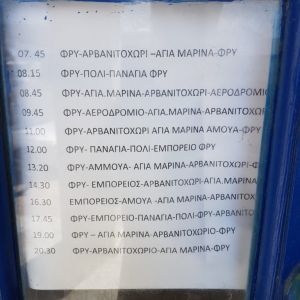 07. 45 ΦΡΥ-ΑΡΒΑΝΙΤΟΧΩΡΙ –ΑΓΙΑ ΜΑΡΙΝΑ-ΦΡΥ
08.15 ΦΡΥ-ΠΟΛΙ-ΠΑΝΑΓΙΑ ΦΡΥ
08.45 ΦΡΥ-ΑΓΙΑ.ΜΑΡΙΝΑ-ΑΡΒΑΝΙΤΟΧΩΡΙ-ΑΕΡΟΔΡΟΜΙΟ
09.45 ΦΡΥ-ΑΕΡΟΔΡΟΜΙΟ-ΑΓΙΑ.ΜΑΡΙΝΑ-ΑΡΒΑΝΙΤΟΧ
11.00 ΦΡΥ-ΑΡΒΑΝΙΤΟΧΩΡΙ ΑΓΙΑ ΜΑΡΙΝΑ ΑΜΟΥΑ-ΦΡΥ
12.00 ΦΡΥ- ΠΑΝΑΓΙΑ-ΠΟΛΙ-ΕΜΠΟΡΕΙΟ ΦΡΥ
13.20 ΦΡΥ-ΑΜΜΟΥΑ- ΑΓΙΑ ΜΑΡΙΝΑ-ΑΡΒΑΝΙΤΟΧΩΡΙ-Φ
14.30 ΦΡΥ- ΕΜΠΟΡΕΙΟΣ-ΑΡΒΑΝΙΤΟΧΩΡΙ-ΑΓΙΑ.ΜΑΡΙΝΑ
16.30 ΕΜΠΟΡΕΙΟΣ-ΑΜΟΥΑ -ΑΓΙΑ ΜΑΡΙΝΑ-ΑΡΒΑΝΙΤΟΧ
17.45 ΦΡΥ-ΕΜΠΟΡΕΙΟ-ΠΑΝΑΓΙΑ-ΠΟΛΙ-ΦΡΥ-ΑΡΒΑΝΙΤΟ
19.00 ΦΡΥ – ΑΓΙΑ ΜΑΡΙΝΑ-ΑΡΒΑΝΙΤΟΧΩΡΙΟ-ΦΡΥ
20.30 ΦΡΥ-ΑΡΒΑΝΙΤΟΧΩΡΙΟ-ΑΓΙΑ ΜΑΡΙΝΑ-ΦΡΥ